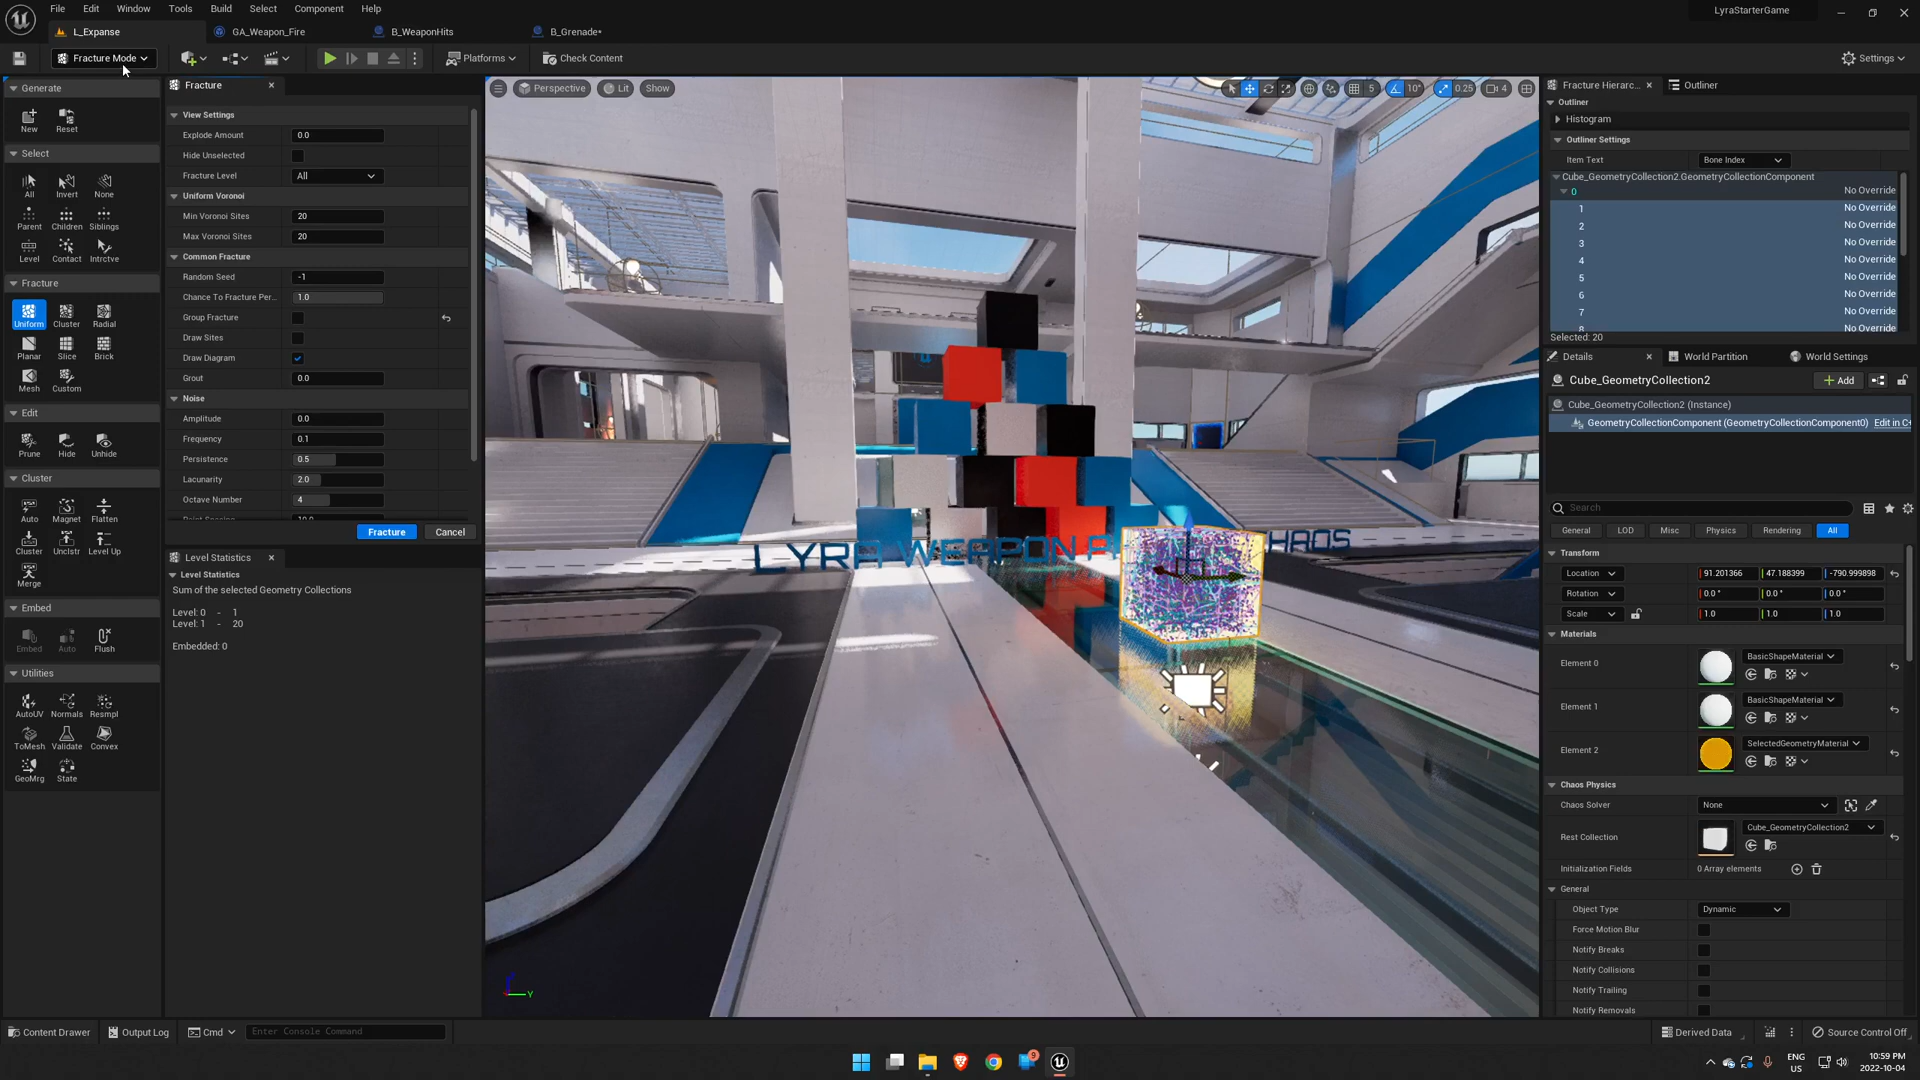 File Edit Window Tools Build Select Component Help
LyraStarterGame
L_Expanse
GA_Weapon_Fire
B_WeaponHits
B_Grenade*
Fracture Mode
Platforms
Check Content
Settings
Generate
New
Reset
Select
All
Invert
None
Parent
Children
Siblings
Level
Contact
Intrctve
Fracture
Uniform
Cluster
Radial
Planar
Slice
Brick
Mesh
Custom
Edit
Prune
Hide
Unhide
Cluster
Auto
Magnet
Flatten
Cluster
Unclstr
Level Up
Merge
Embed
Embed
Auto
Flush
Utilities
AutoUV
Normals
Resmpl
ToMesh
Validate
Convex
GeoMrg
State
Fracture
View Settings
Explode Amount 0.0
Hide Unselected
Fracture Level All
Uniform Voronoi
Min Voronoi Sites 20
Max Voronoi Sites 20
Common Fracture
Random Seed -1
Chance To Fracture Per... 1.0
Group Fracture
Draw Sites
Draw Diagram
Grout 0.0
Noise
Amplitude 0.0
Frequency 0.1
Persistence 0.5
Lacunarity 2.0
Octave Number 4
Fracture
Cancel
Level Statistics
Level Statistics
Sum of the selected Geometry Collections
Level: 0 - 1
Level: 1 - 20
Embedded: 0
Perspective
Lit
Show
5
10°
0.25
4
LYRA WEAPON
CHAOS
Y
Fracture Hierarc...
Outliner
Outliner
Histogram
Outliner Settings
Item Text Bone Index
Cube_GeometryCollection2.GeometryCollectionComponent
0 No Override
1 No Override
2 No Override
3 No Override
4 No Override
5 No Override
6 No Override
7 No Override
8 No Override
Selected: 20
Details
World Partition
World Settings
Cube_GeometryCollection2
Add
Cube_GeometryCollection2 (Instance)
GeometryCollectionComponent (GeometryCollectionComponent0) Edit in C+
Search
General
LOD
Misc
Physics
Rendering
All
Transform
Location 91.201366 47.188399 -790.999898
Rotation 0.0° 0.0° 0.0°
Scale 1.0 1.0 1.0
Materials
Element 0 BasicShapeMaterial
Element 1 BasicShapeMaterial
Element 2 SelectedGeometryMaterial
Chaos Physics
Chaos Solver None
Rest Collection Cube_GeometryCollection2
Initialization Fields 0 Array elements
General
Object Type Dynamic
Force Motion Blur
Notify Breaks
Notify Collisions
Notify Trailing
Notify Removals
Content Drawer
Output Log
Cmd
Enter Console Command
Derived Data
Source Control Off
9
ENG
US
10:59 PM
2022-10-04